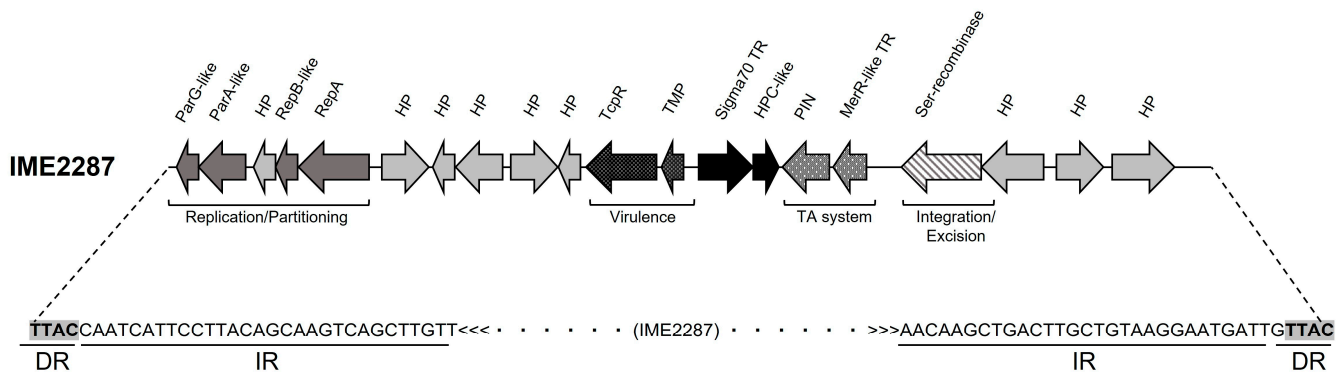 ParG-like ParA-like HP RepB-like RepA HP HP HP HP HP TcpR TMP Sigma70 TR HPC-like PIN MerR-like TR Ser-recombinase HP HP HP
IME2287
Replication/Partitioning Virulence TA system Integration/
Excision
TTACCAATCATTCCTTACAGCAAGTCAGCTTGTT<<< · · · · · · (IME2287) · · · · · · >>>AACAAGCTGACTTGCTGTAAGGAATGATTGTTAC
DR IR IR DR